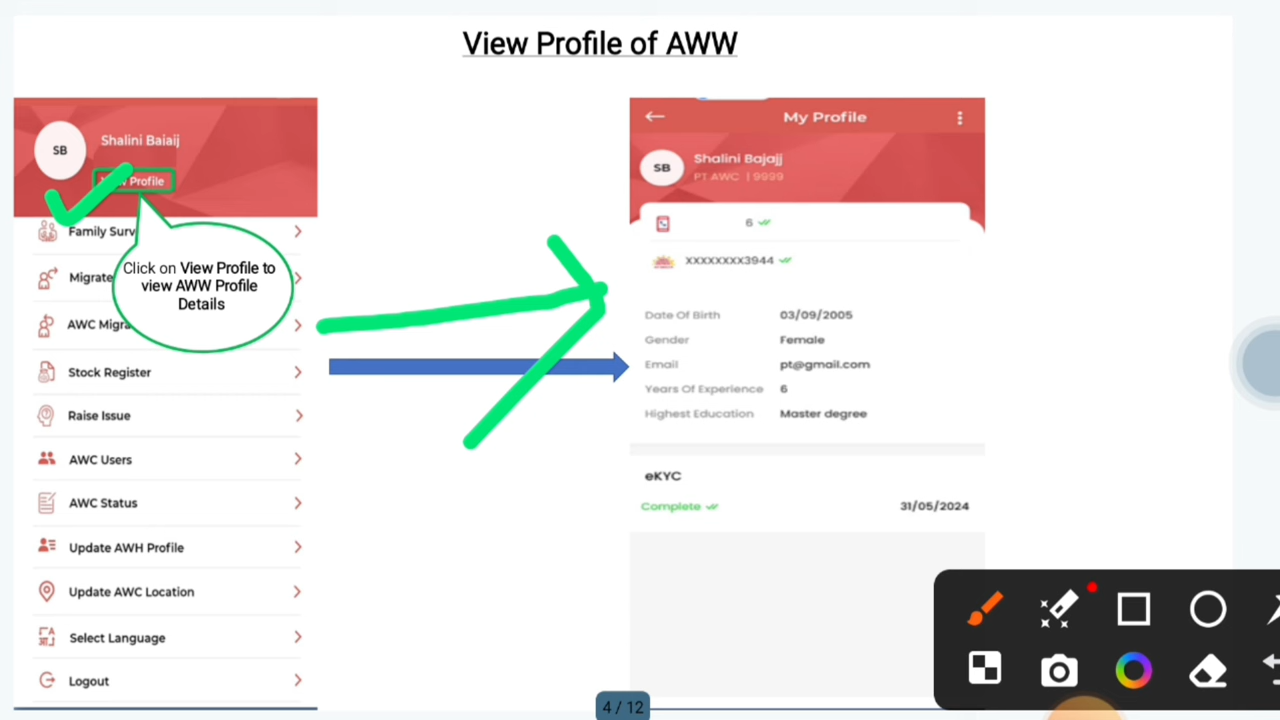 View Profile of AWW
SB
Shalini Bajaij
Profile
Family Surv
Migrate
AWC Migra
Click on View Profile to
view AWW Profile
Details
Stock Register
Raise Issue
AWC Users
AWC Status
Update AWH Profile
Update AWC Location
Select Language
Logout
My Profile
SB
Shalini Bajajj
PT AWC | 9999
6
XXXXXXXX3944
Date Of Birth 03/09/2005
Gender Female
Email pt@gmail.com
Years Of Experience 6
Highest Education Master degree
eKYC
Complete 31/05/2024
4 / 12